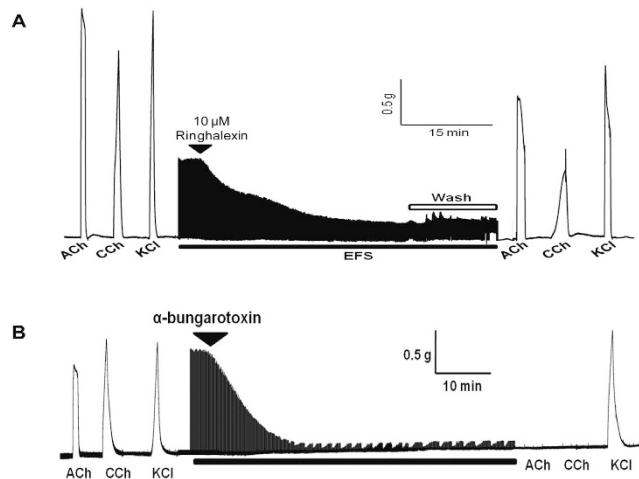 A
10 µM
Ringhalexin
0.5 g
15 min
Wash
ACh CCh KCl
EFS
ACh CCh KCl
B
α-bungarotoxin
0.5 g
10 min
ACh CCh KCl
ACh CCh KCl